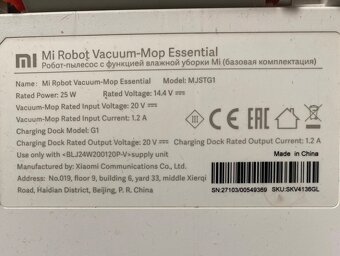 mi Mi Robot Vacuum-Mop Essential
Робот-пылесос с функцией влажной уборки Mi (базовая комплектация)
Name: Mi Robot Vacuum-Mop Essential Model: MJSTG1
Rated Power: 25 W Rated Voltage: 14.4 V
Vacuum-Mop Rated Input Voltage: 20 V
Vacuum-Mop Rated Input Current: 1.2 A
Charging Dock Model: G1
Charging Dock Rated Output Voltage: 20 V
Charging Dock Rated Output Current: 1.2 A
Use only with <BLJ24W200120P-V> supply unit
Manufactured by: Xiaomi Communications Co., Ltd.
Made in China
Address: No.019, floor 9, building 6, yard 33, middle Xierqi
Road, Haidian District, Beijing, P. R. China
SN:27103/00549389 SKU: SKV4136GL